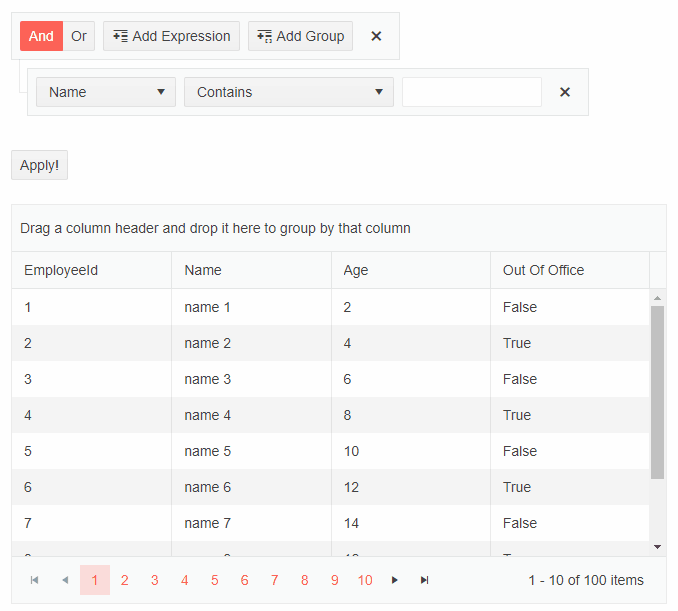 And Or Add Expression Add Group
Name Contains
Apply!
Drag a column header and drop it here to group by that column
EmployeeId Name Age Out Of Office
1 name 1 2 False
2 name 2 4 True
3 name 3 6 False
4 name 4 8 True
5 name 5 10 False
6 name 6 12 True
7 name 7 14 False
1 2 3 4 5 6 7 8 9 10 1 - 10 of 100 items